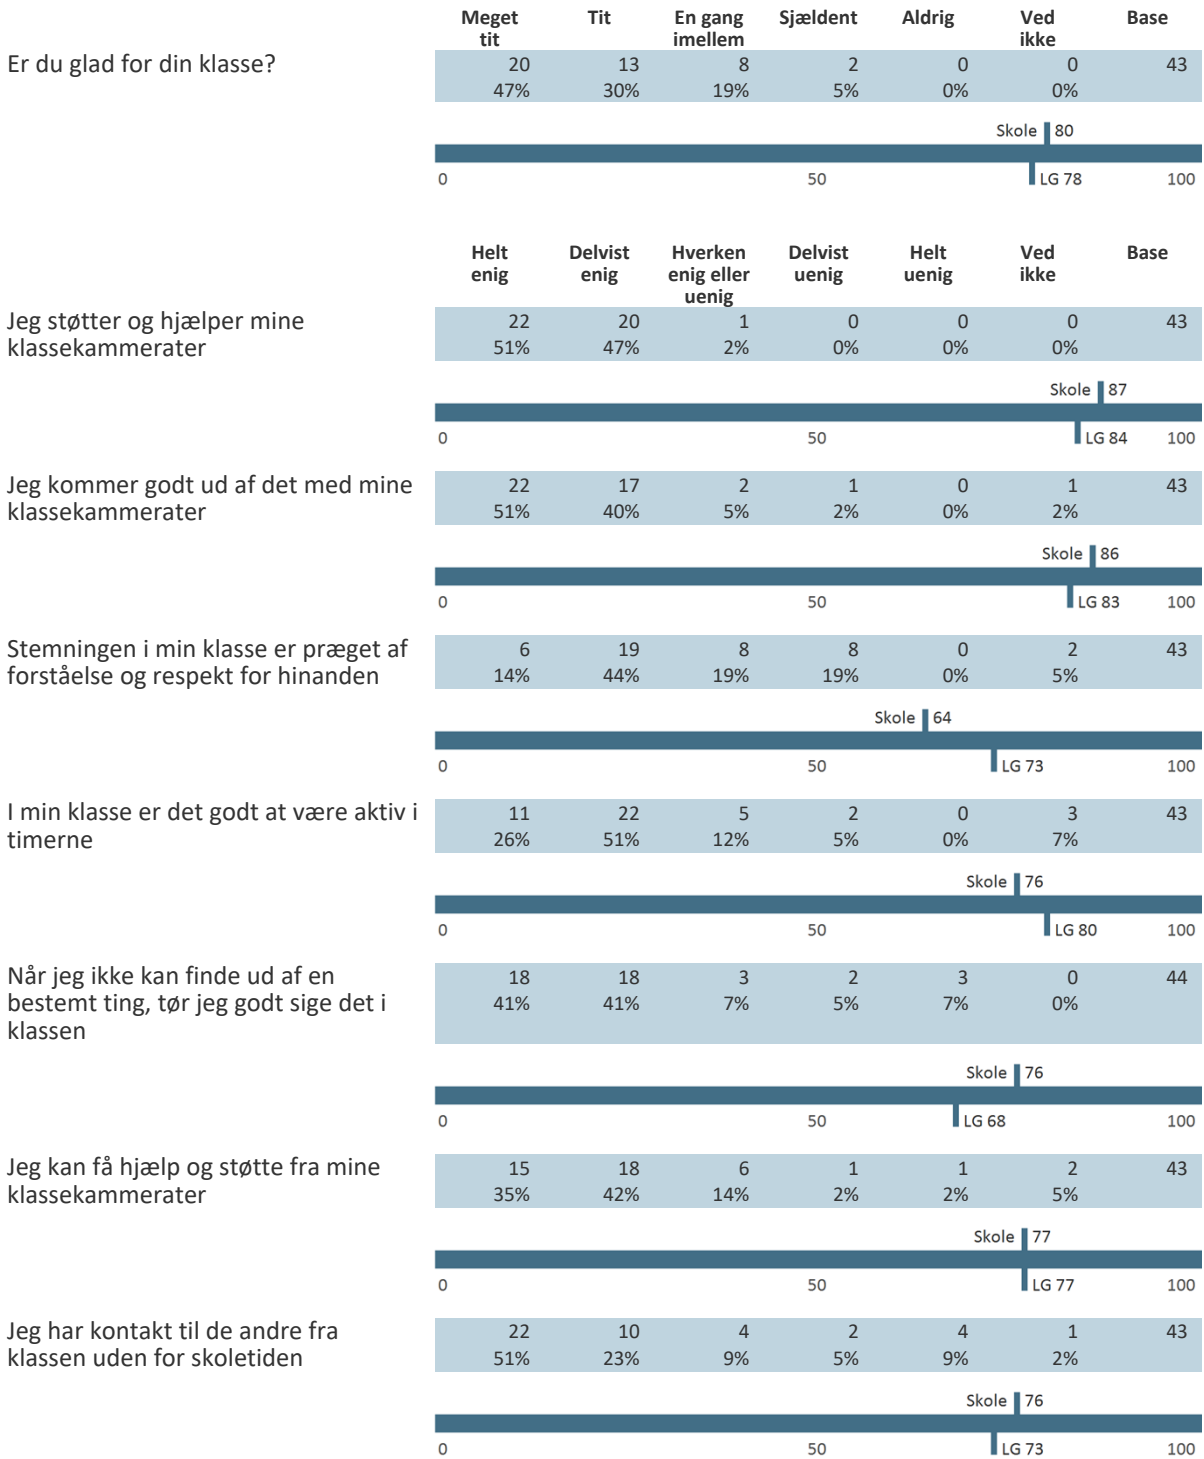 Meget tit Tit En gang imellem Sjældent Aldrig Ved ikke Base
Er du glad for din klasse? 20 13 8 2 0 0 43
47% 30% 19% 5% 0% 0%
Skole 80
0 50 LG 78 100
Helt enig Delvist enig Hverken enig eller uenig Delvist uenig Helt uenig Ved ikke Base
Jeg støtter og hjælper mine 22 20 1 0 0 0 43
klassekammerater 51% 47% 2% 0% 0% 0%
Skole 87
0 50 LG 84 100
Jeg kommer godt ud af det med mine 22 17 2 1 0 1 43
klassekammerater 51% 40% 5% 2% 0% 2%
Skole 86
0 50 LG 83 100
Stemningen i min klasse er præget af 6 19 8 8 0 2 43
forståelse og respekt for hinanden 14% 44% 19% 19% 0% 5%
Skole 64
0 50 LG 73 100
I min klasse er det godt at være aktiv i 11 22 5 2 0 3 43
timerne 26% 51% 12% 5% 0% 7%
Skole 76
0 50 LG 80 100
Når jeg ikke kan finde ud af en 18 18 3 2 3 0 44
bestemt ting, tør jeg godt sige det i 41% 41% 7% 5% 7% 0%
klassen
Skole 76
0 50 LG 68 100
Jeg kan få hjælp og støtte fra mine 15 18 6 1 1 2 43
klassekammerater 35% 42% 14% 2% 2% 5%
Skole 77
0 50 LG 77 100
Jeg har kontakt til de andre fra 22 10 4 2 4 1 43
klassen uden for skoletiden 51% 23% 9% 5% 9% 2%
Skole 76
0 50 LG 73 100